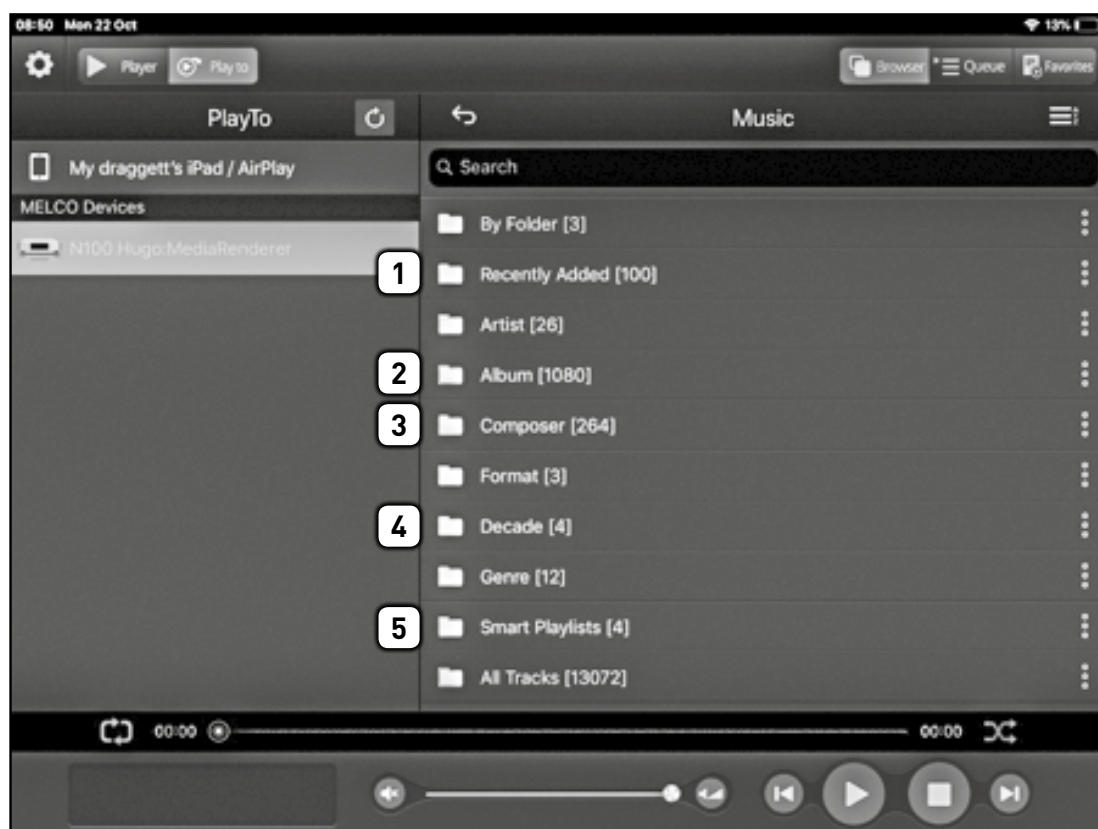 08:50 Mon 22 Oct 13%
Player Play to Browser Queue Favorites
PlayTo
Music
My draggett's iPad / AirPlay
Search
MELCO Devices
By Folder [3]
N100 Hugo:MediaRenderer
1 Recently Added [100]
Artist [26]
2 Album [1080]
3 Composer [264]
Format [3]
4 Decade [4]
Genre [12]
5 Smart Playlists [4]
All Tracks [13072]
00:00 00:00